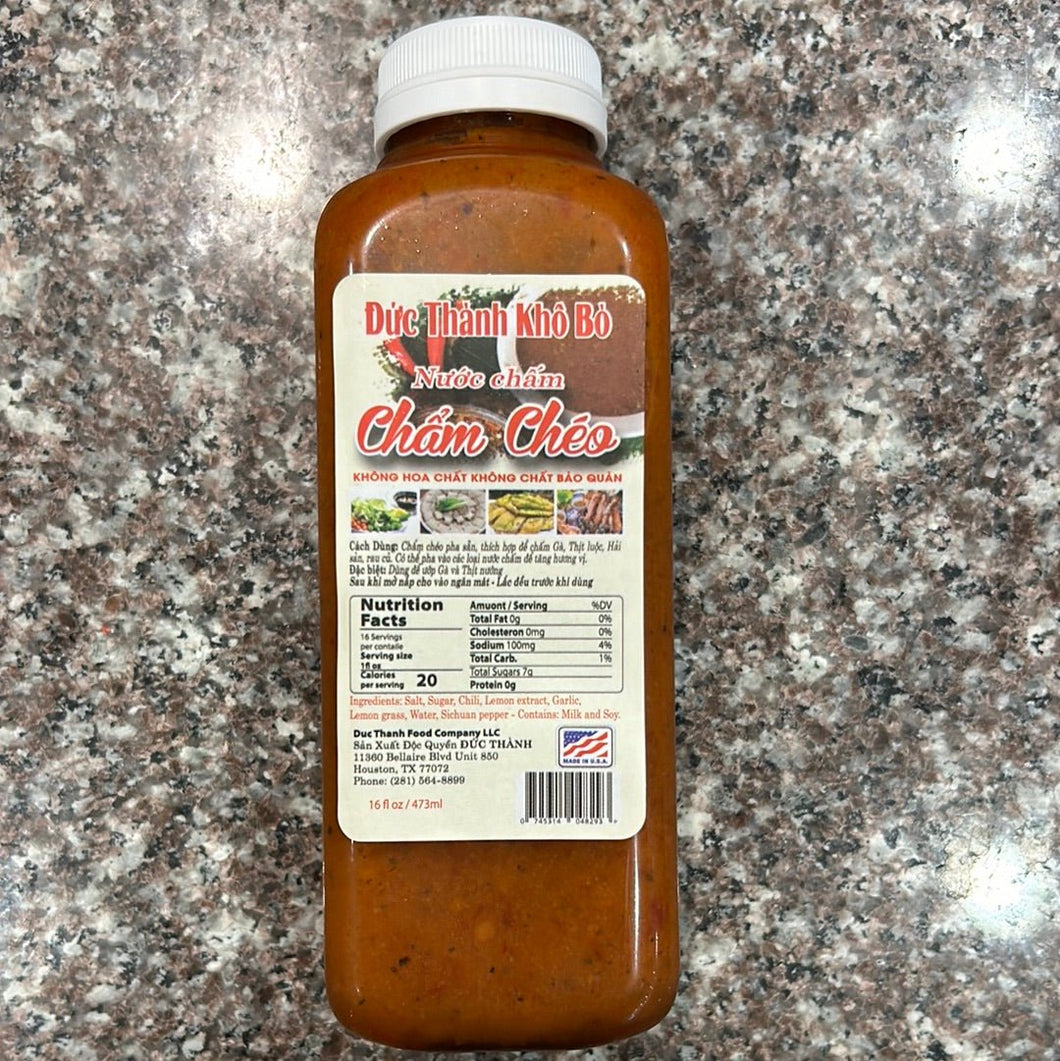 Đức Thành Khô Bò
Nước chấm
Chẩm Chéo
KHÔNG HOA CHẤT KHÔNG CHẤT BẢO QUẢN
Cách Dùng: Chẩm chéo pha sẵn, thích hợp để chấm Gà, Thịt luộc, Hải
sản, rau củ. Có thể pha vào các loại nước chấm để tăng hương vị.
Đặc biệt: Dùng để ướp Gà và Thịt nướng
Sau khi mở nắp cho vào ngăn mát - Lắc đều trước khi dùng
Nutrition
Facts
16 Servings
per contaile
Serving size
1fl oz
Calories
per serving 20
Amuont / Serving %DV
Total Fat 0g 0%
Cholesteron 0mg 0%
Sodium 100mg 4%
Total Carb. 1%
Total Sugars 7g
Protein 0g
Ingredients: Salt, Sugar, Chili, Lemon extract, Garlic,
Lemon grass, Water, Sichuan pepper - Contains: Milk and Soy.
Duc Thanh Food Company LLC
Sản Xuất Độc Quyền ĐỨC THÀNH
11360 Bellaire Blvd Unit 850
Houston, TX 77072
Phone: (281) 564-8899
MADE IN U.S.A.
16 fl oz / 473ml
0 745314 048293